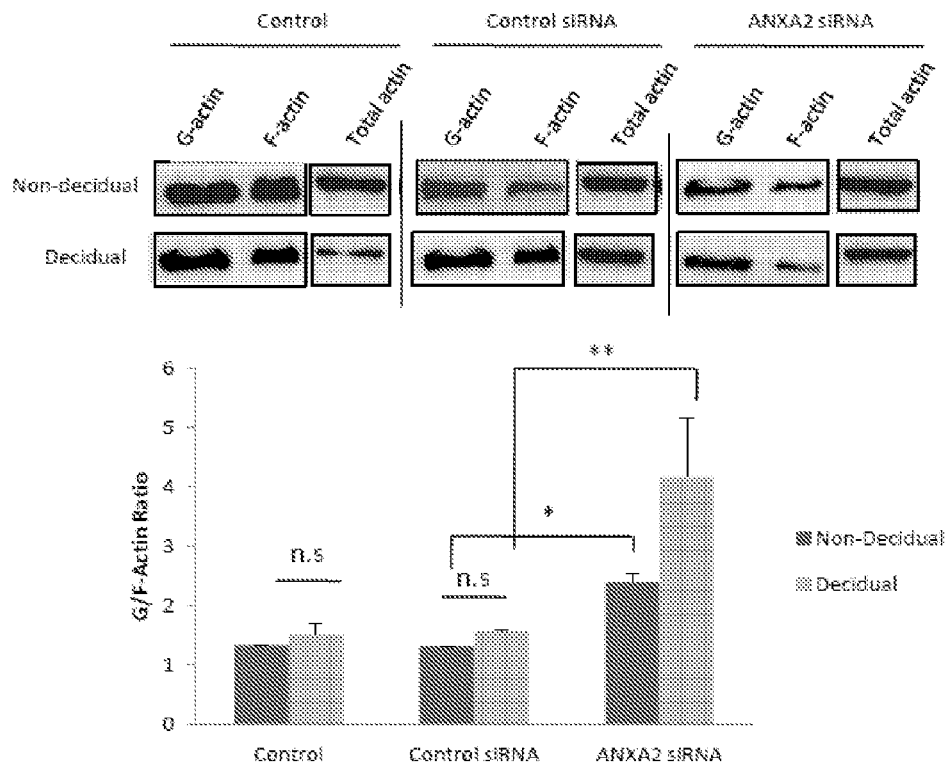 Control
Control siRNA
ANXA2 siRNA
G-actin
F-actin
Total actin
G-actin
F-actin
Total actin
G-actin
F-actin
Total actin
Non-decidual
Decidual
G/F-Actin Ratio
6
5
4
3
2
1
0
n.s
n.s
*
**
Non-Decidual
Decidual
Control
Control siRNA
ANXA2 siRNA